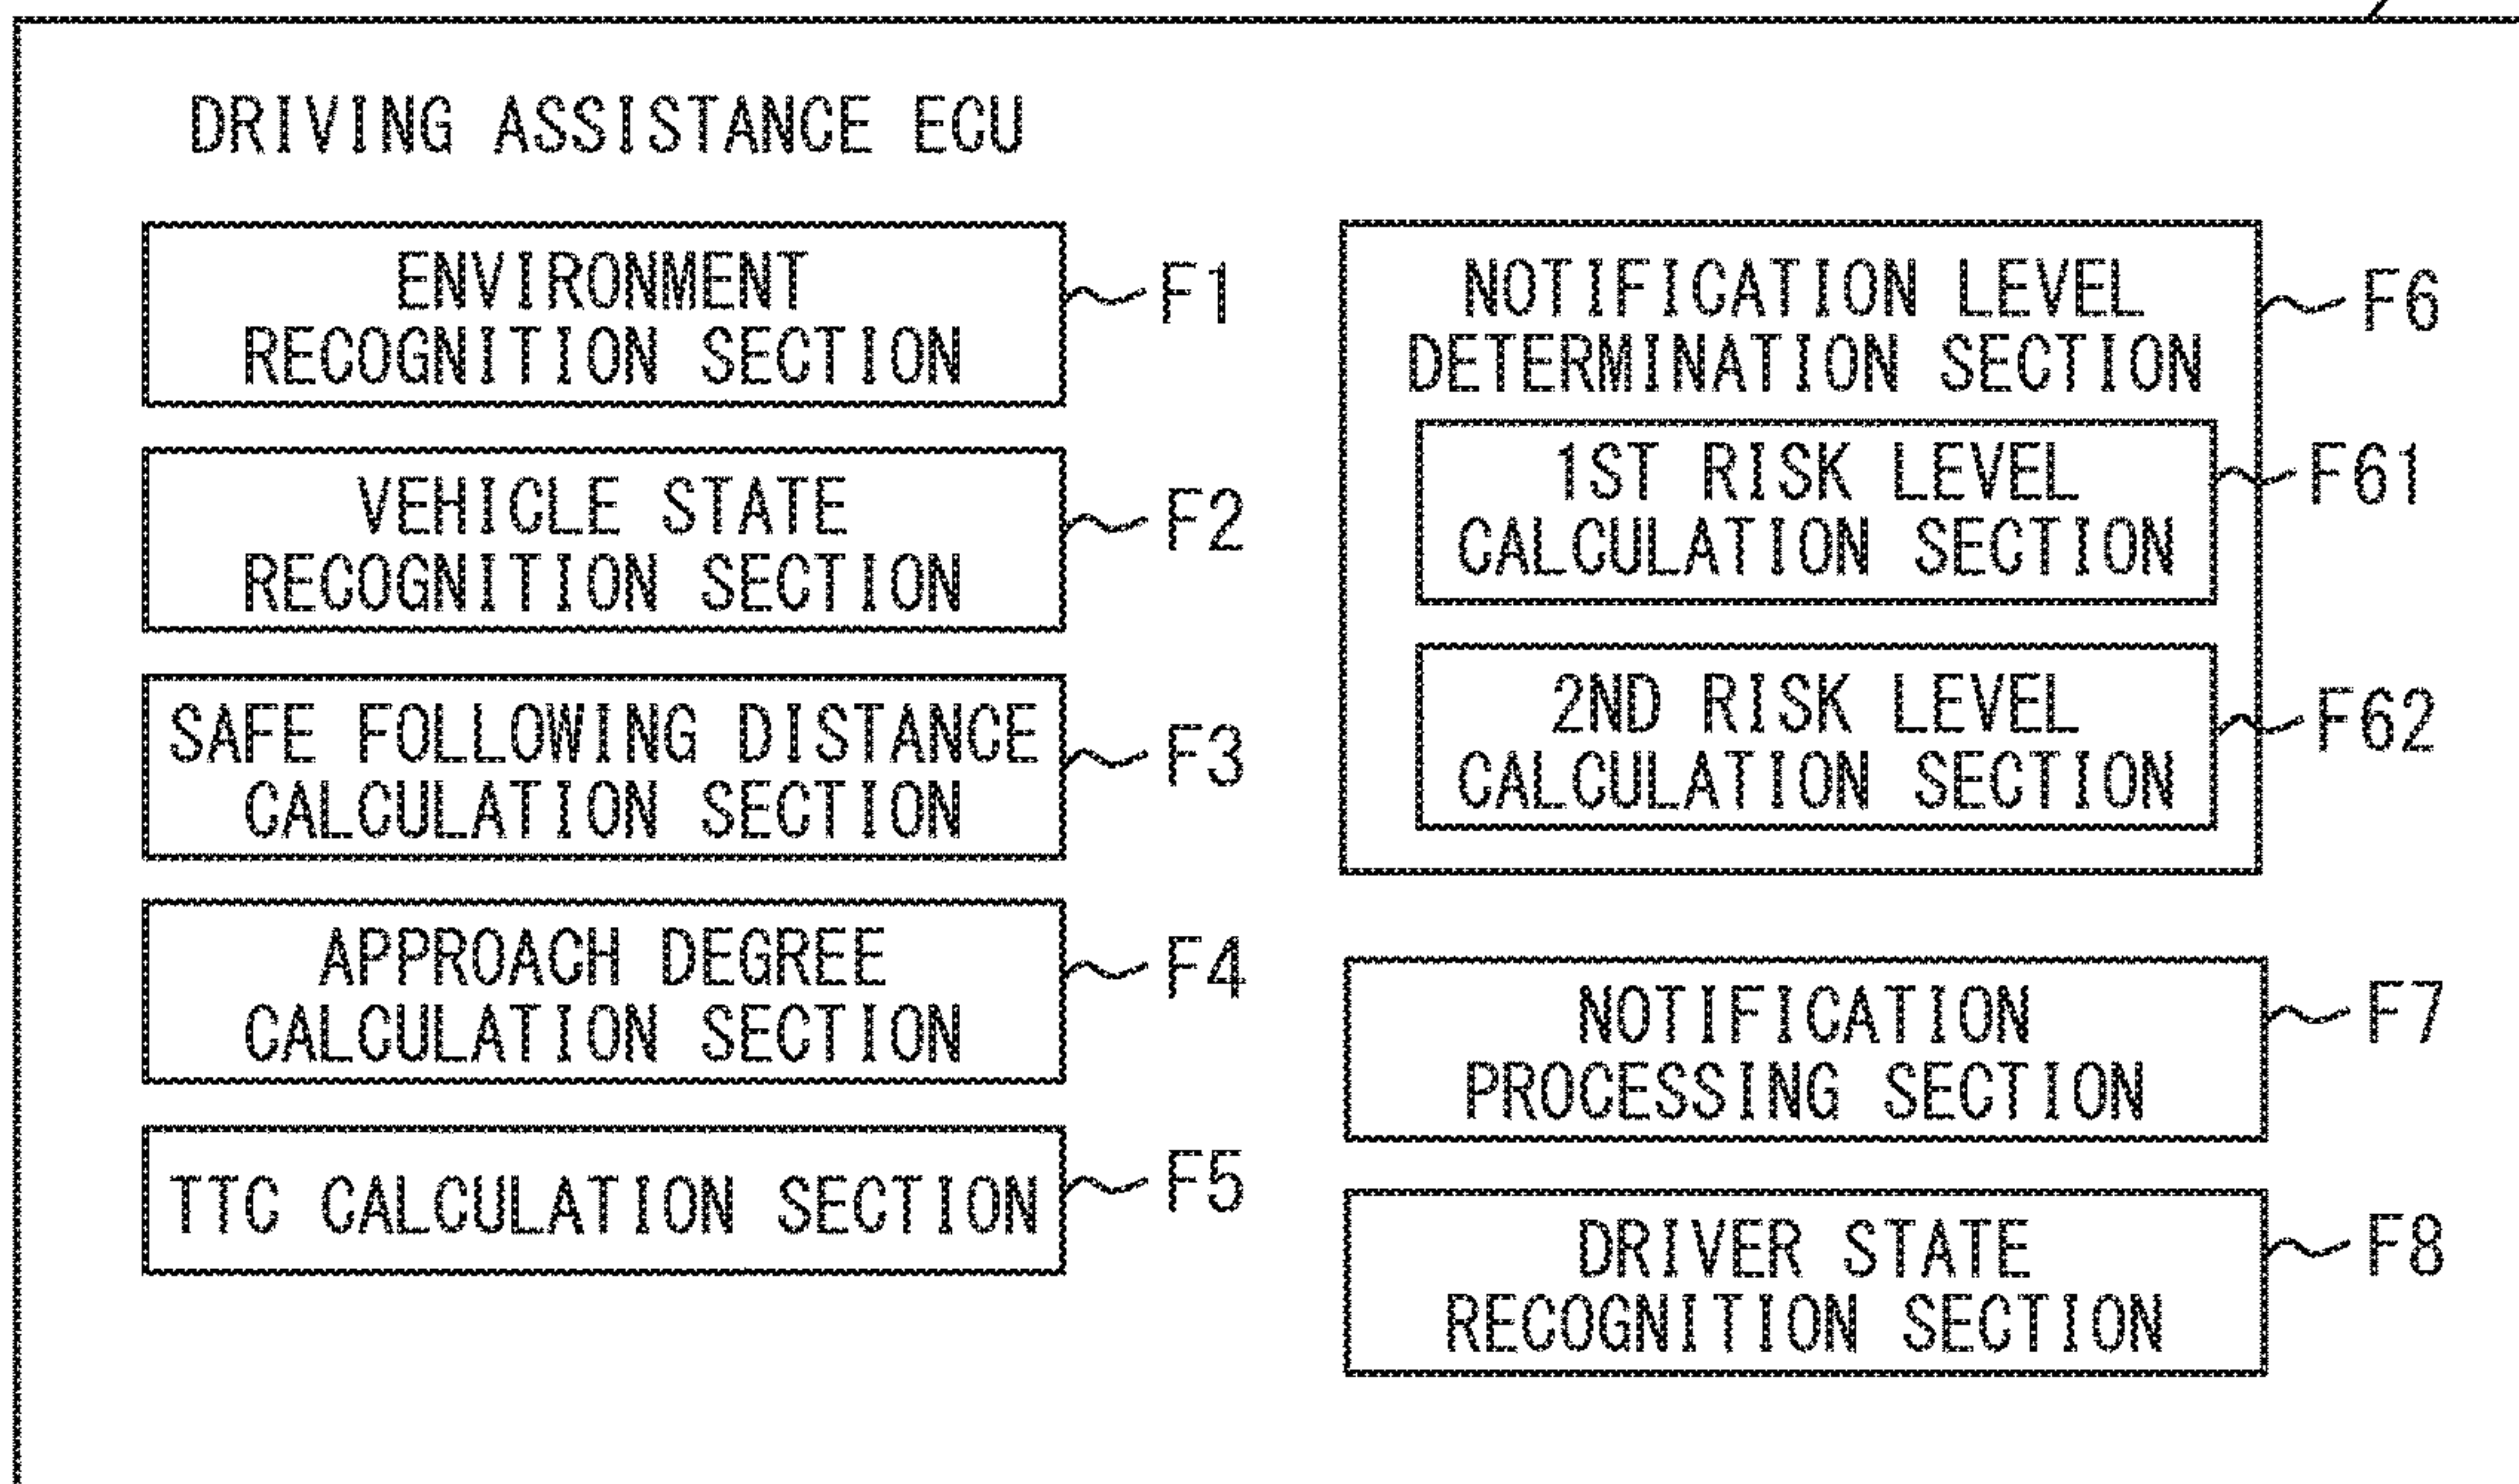 DRIVING ASSISTANCE ECU
ENVIRONMENT
RECOGNITION SECTION
F1
VEHICLE STATE
RECOGNITION SECTION
F2
SAFE FOLLOWING DISTANCE
CALCULATION SECTION
F3
APPROACH DEGREE
CALCULATION SECTION
F4
TTC CALCULATION SECTION
F5
NOTIFICATION LEVEL
DETERMINATION SECTION
F6
1ST RISK LEVEL
CALCULATION SECTION
F61
2ND RISK LEVEL
CALCULATION SECTION
F62
NOTIFICATION
PROCESSING SECTION
F7
DRIVER STATE
RECOGNITION SECTION
F8